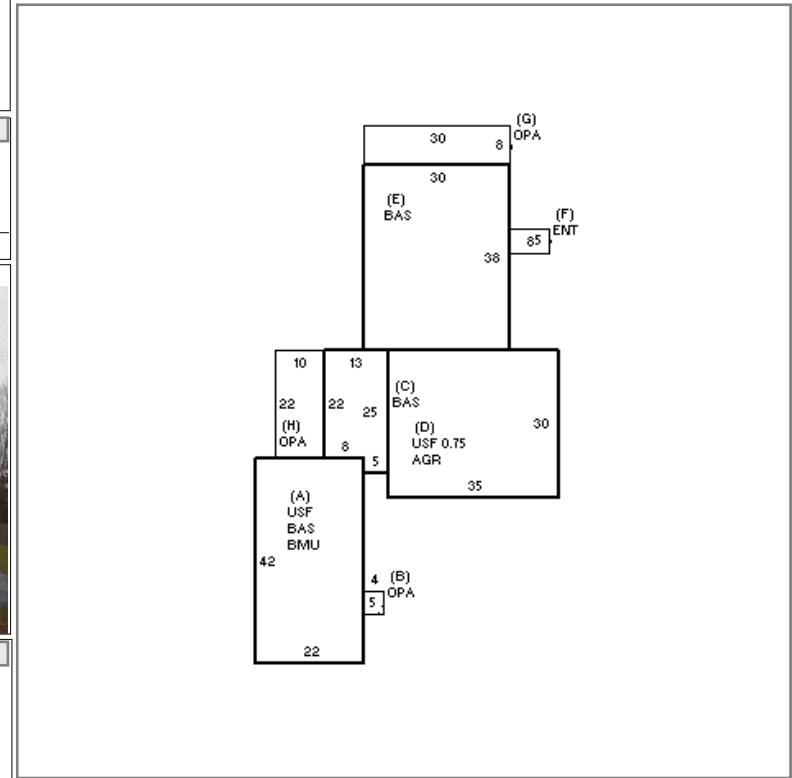 (G)
OPA
30
8
30
(E)
BAS
(F)
ENT
85
38
10
13
(C)
BAS
22
22
25
(H)
OPA
(D)
USF 0.75
AGR
30
8
5
35
(A)
USF
BAS
BMU
42
4
(B)
OPA
5
22